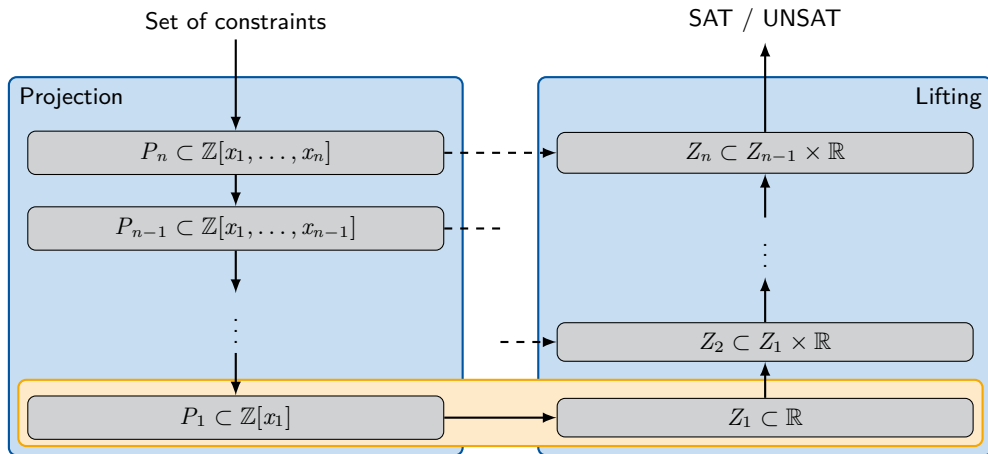 Set of constraints
SAT / UNSAT
Projection
Lifting
P_n ⊂ ℤ[x_1, . . . , x_n]
Z_n ⊂ Z_{n−1} × ℝ
P_{n−1} ⊂ ℤ[x_1, . . . , x_{n−1}]
⋮
⋮
Z_2 ⊂ Z_1 × ℝ
P_1 ⊂ ℤ[x_1]
Z_1 ⊂ ℝ